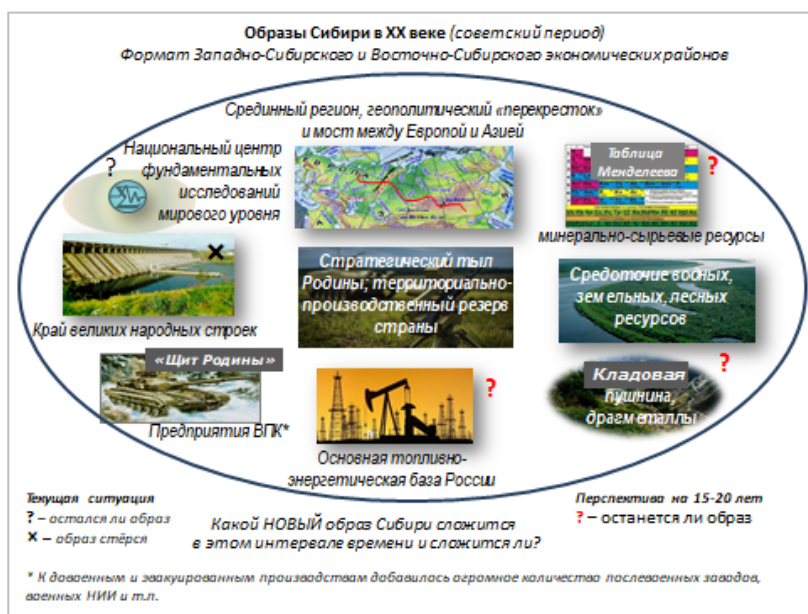 Образы Сибири в XX веке (советский период)
Формат Западно-Сибирского и Восточно-Сибирского экономических районов
Срединный регион, геополитический «перекресток»
и мост между Европой и Азией
?
Национальный центр
фундаментальных
исследований
мирового уровня
Таблица
Менделеева
?
минерально-сырьевые ресурсы
×
Край великих народных строек
Стратегический тыл
Родины; территориально-
производственный резерв
страны
Средоточие водных,
земельных, лесных
ресурсов
«Щит Родины»
Предприятия ВПК*
?
Основная топливно-
энергетическая база России
?
Кладовая
пушнина,
драгметаллы
Текущая ситуация
? – остался ли образ
× – образ стёрся
Какой НОВЫЙ образ Сибири сложится
в этом интервале времени и сложится ли?
Перспектива на 15-20 лет
? – останется ли образ
* К довоенным и эвакуированным производствам добавилось огромное количество послевоенных заводов,
военных НИИ и т.п.